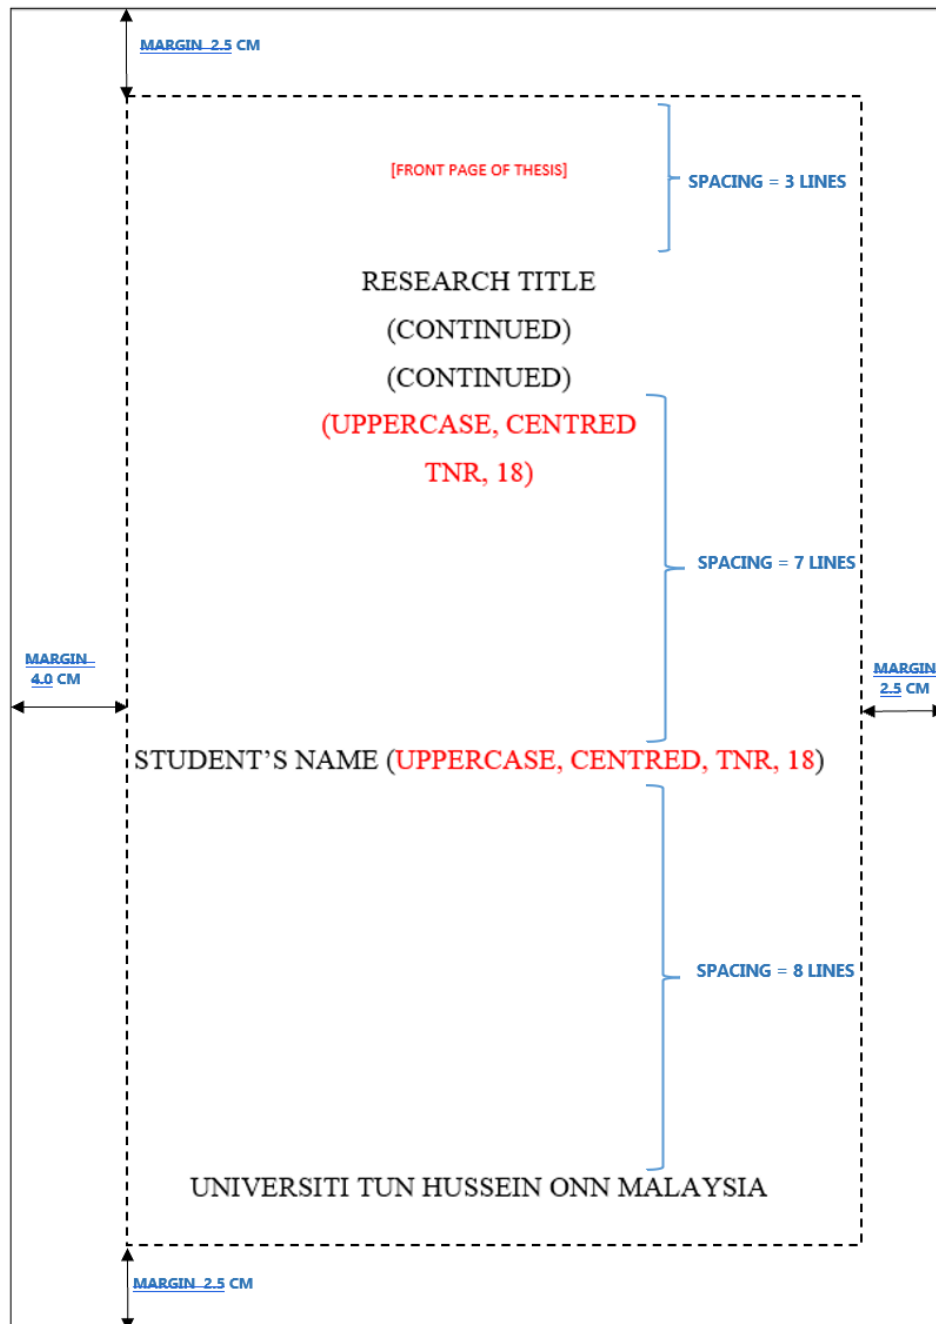 MARGIN 2.5 CM
[FRONT PAGE OF THESIS]
SPACING = 3 LINES
RESEARCH TITLE
(CONTINUED)
(CONTINUED)
(UPPERCASE, CENTRED
TNR, 18)
SPACING = 7 LINES
MARGIN
4.0 CM
MARGIN
2.5 CM
STUDENT’S NAME (UPPERCASE, CENTRED, TNR, 18)
SPACING = 8 LINES
UNIVERSITI TUN HUSSEIN ONN MALAYSIA
MARGIN 2.5 CM